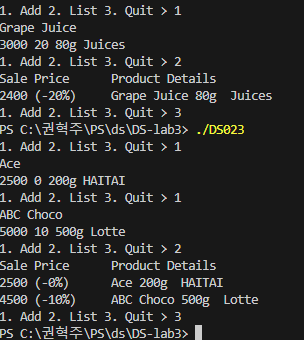 1. Add 2. List 3. Quit > 1
Grape Juice
3000 20 80g Juices
1. Add 2. List 3. Quit > 2
Sale Price      Product Details
2400 (-20%)     Grape Juice 80g  Juices
1. Add 2. List 3. Quit > 3
PS C:\권혁주\PS\ds\DS-lab3> ./DS023
1. Add 2. List 3. Quit > 1
Ace
2500 0 200g HAITAI
1. Add 2. List 3. Quit > 1
ABC Choco
5000 10 500g Lotte
1. Add 2. List 3. Quit > 2
Sale Price      Product Details
2500 (-0%)      Ace 200g  HAITAI
4500 (-10%)     ABC Choco 500g  Lotte
1. Add 2. List 3. Quit > 3
PS C:\권혁주\PS\ds\DS-lab3>